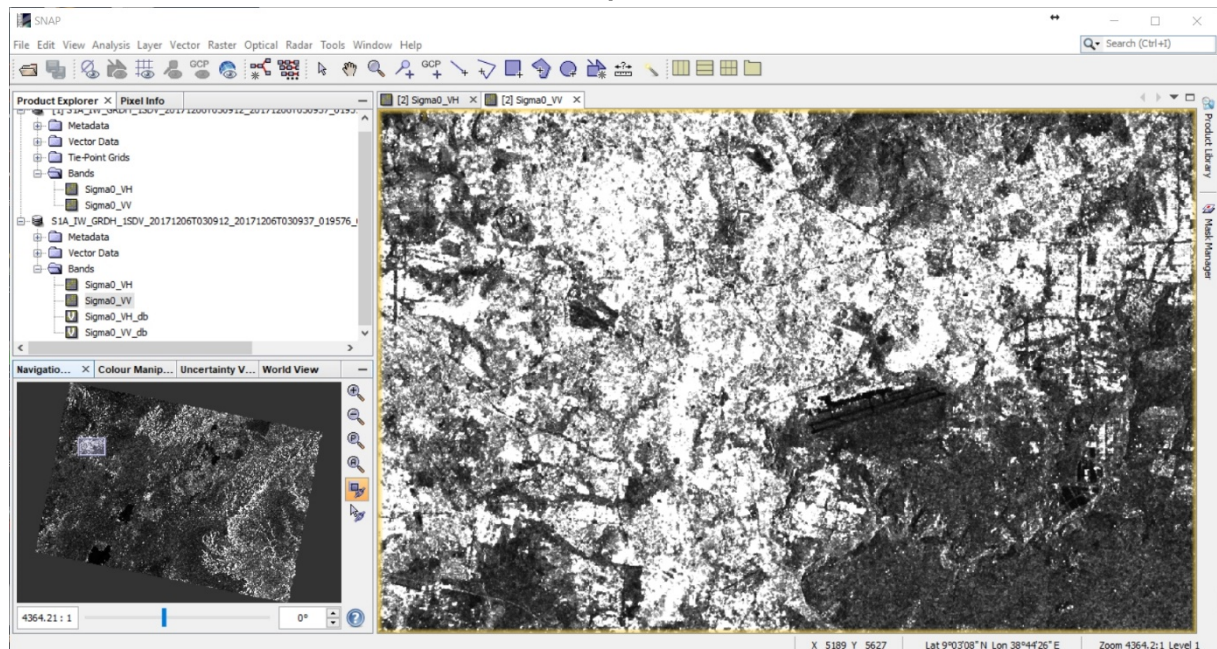 SNAP
File Edit View Analysis Layer Vector Raster Optical Radar Tools Window Help
Search (Ctrl+I)
GCP
GCP
Product Explorer × Pixel Info
[2] Sigma0_VH × [2] Sigma0_VV ×
Metadata
Vector Data
Tie-Point Grids
Bands
Sigma0_VH
Sigma0_VV
S1A_IW_GRDH_1SDV_20171206T030912_20171206T030937_019576_
Metadata
Vector Data
Bands
Sigma0_VH
Sigma0_VV
Sigma0_VH_db
Sigma0_VV_db
Navigatio... × Colour Manip... Uncertainty V... World View
4364.21 : 1
0°
Product Library
Mask Manager
X 5189 Y 5627 Lat 9°03'08" N Lon 38°44'26" E Zoom 4364.2:1 Level 1